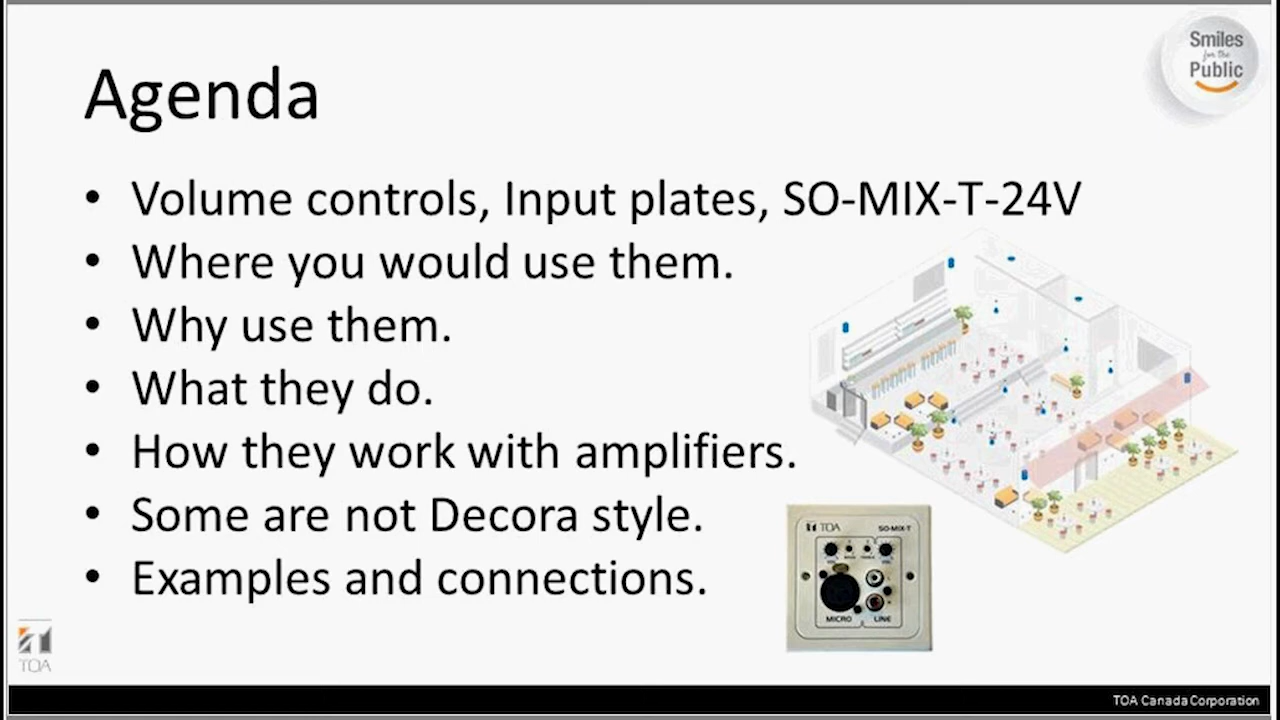 Smiles
for the
Public
Agenda
• Volume controls, Input plates, SO-MIX-T-24V
• Where you would use them.
• Why use them.
• What they do.
• How they work with amplifiers.
• Some are not Decora style.
• Examples and connections.
TOA SO-MIX-T
MICRO LINE
TOA
TOA Canada Corporation